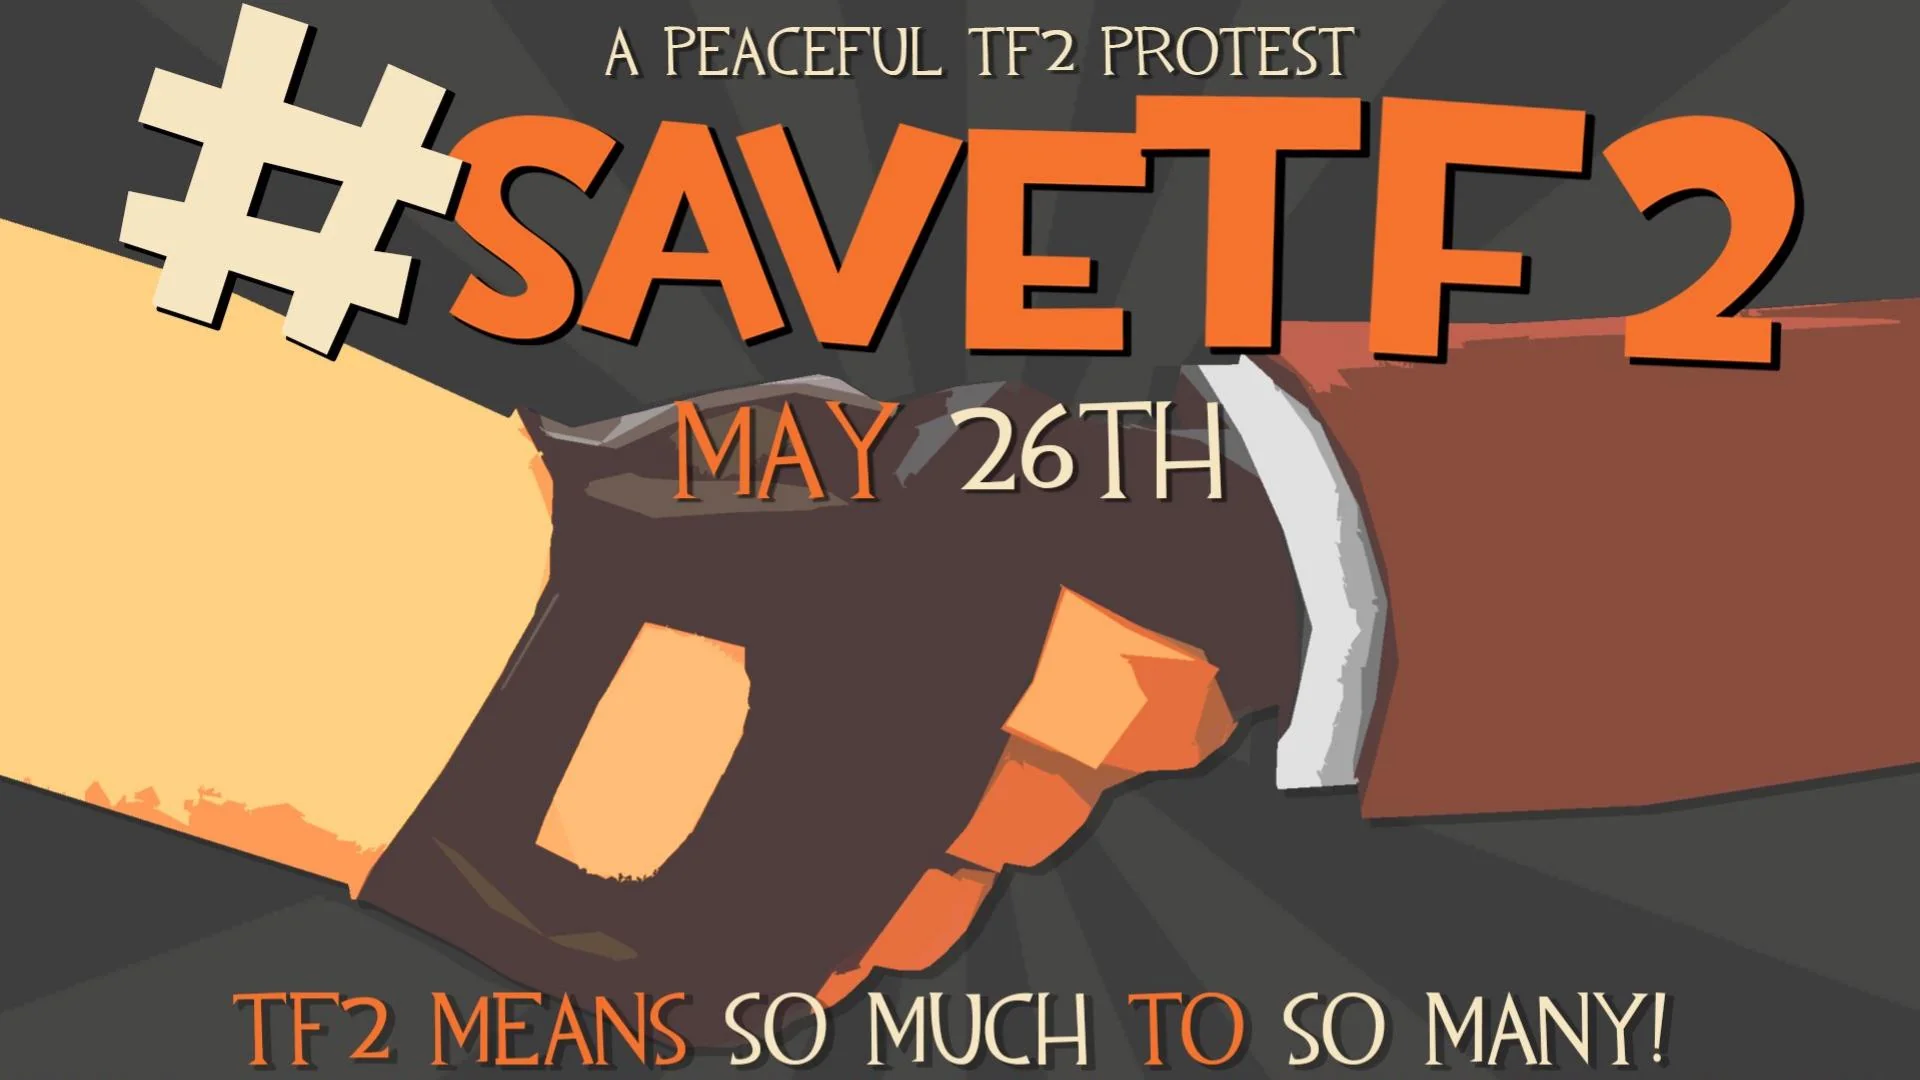 A PEACEFUL TF2 PROTEST
#SAVETF2
MAY 26TH
TF2 MEANS SO MUCH TO SO MANY!